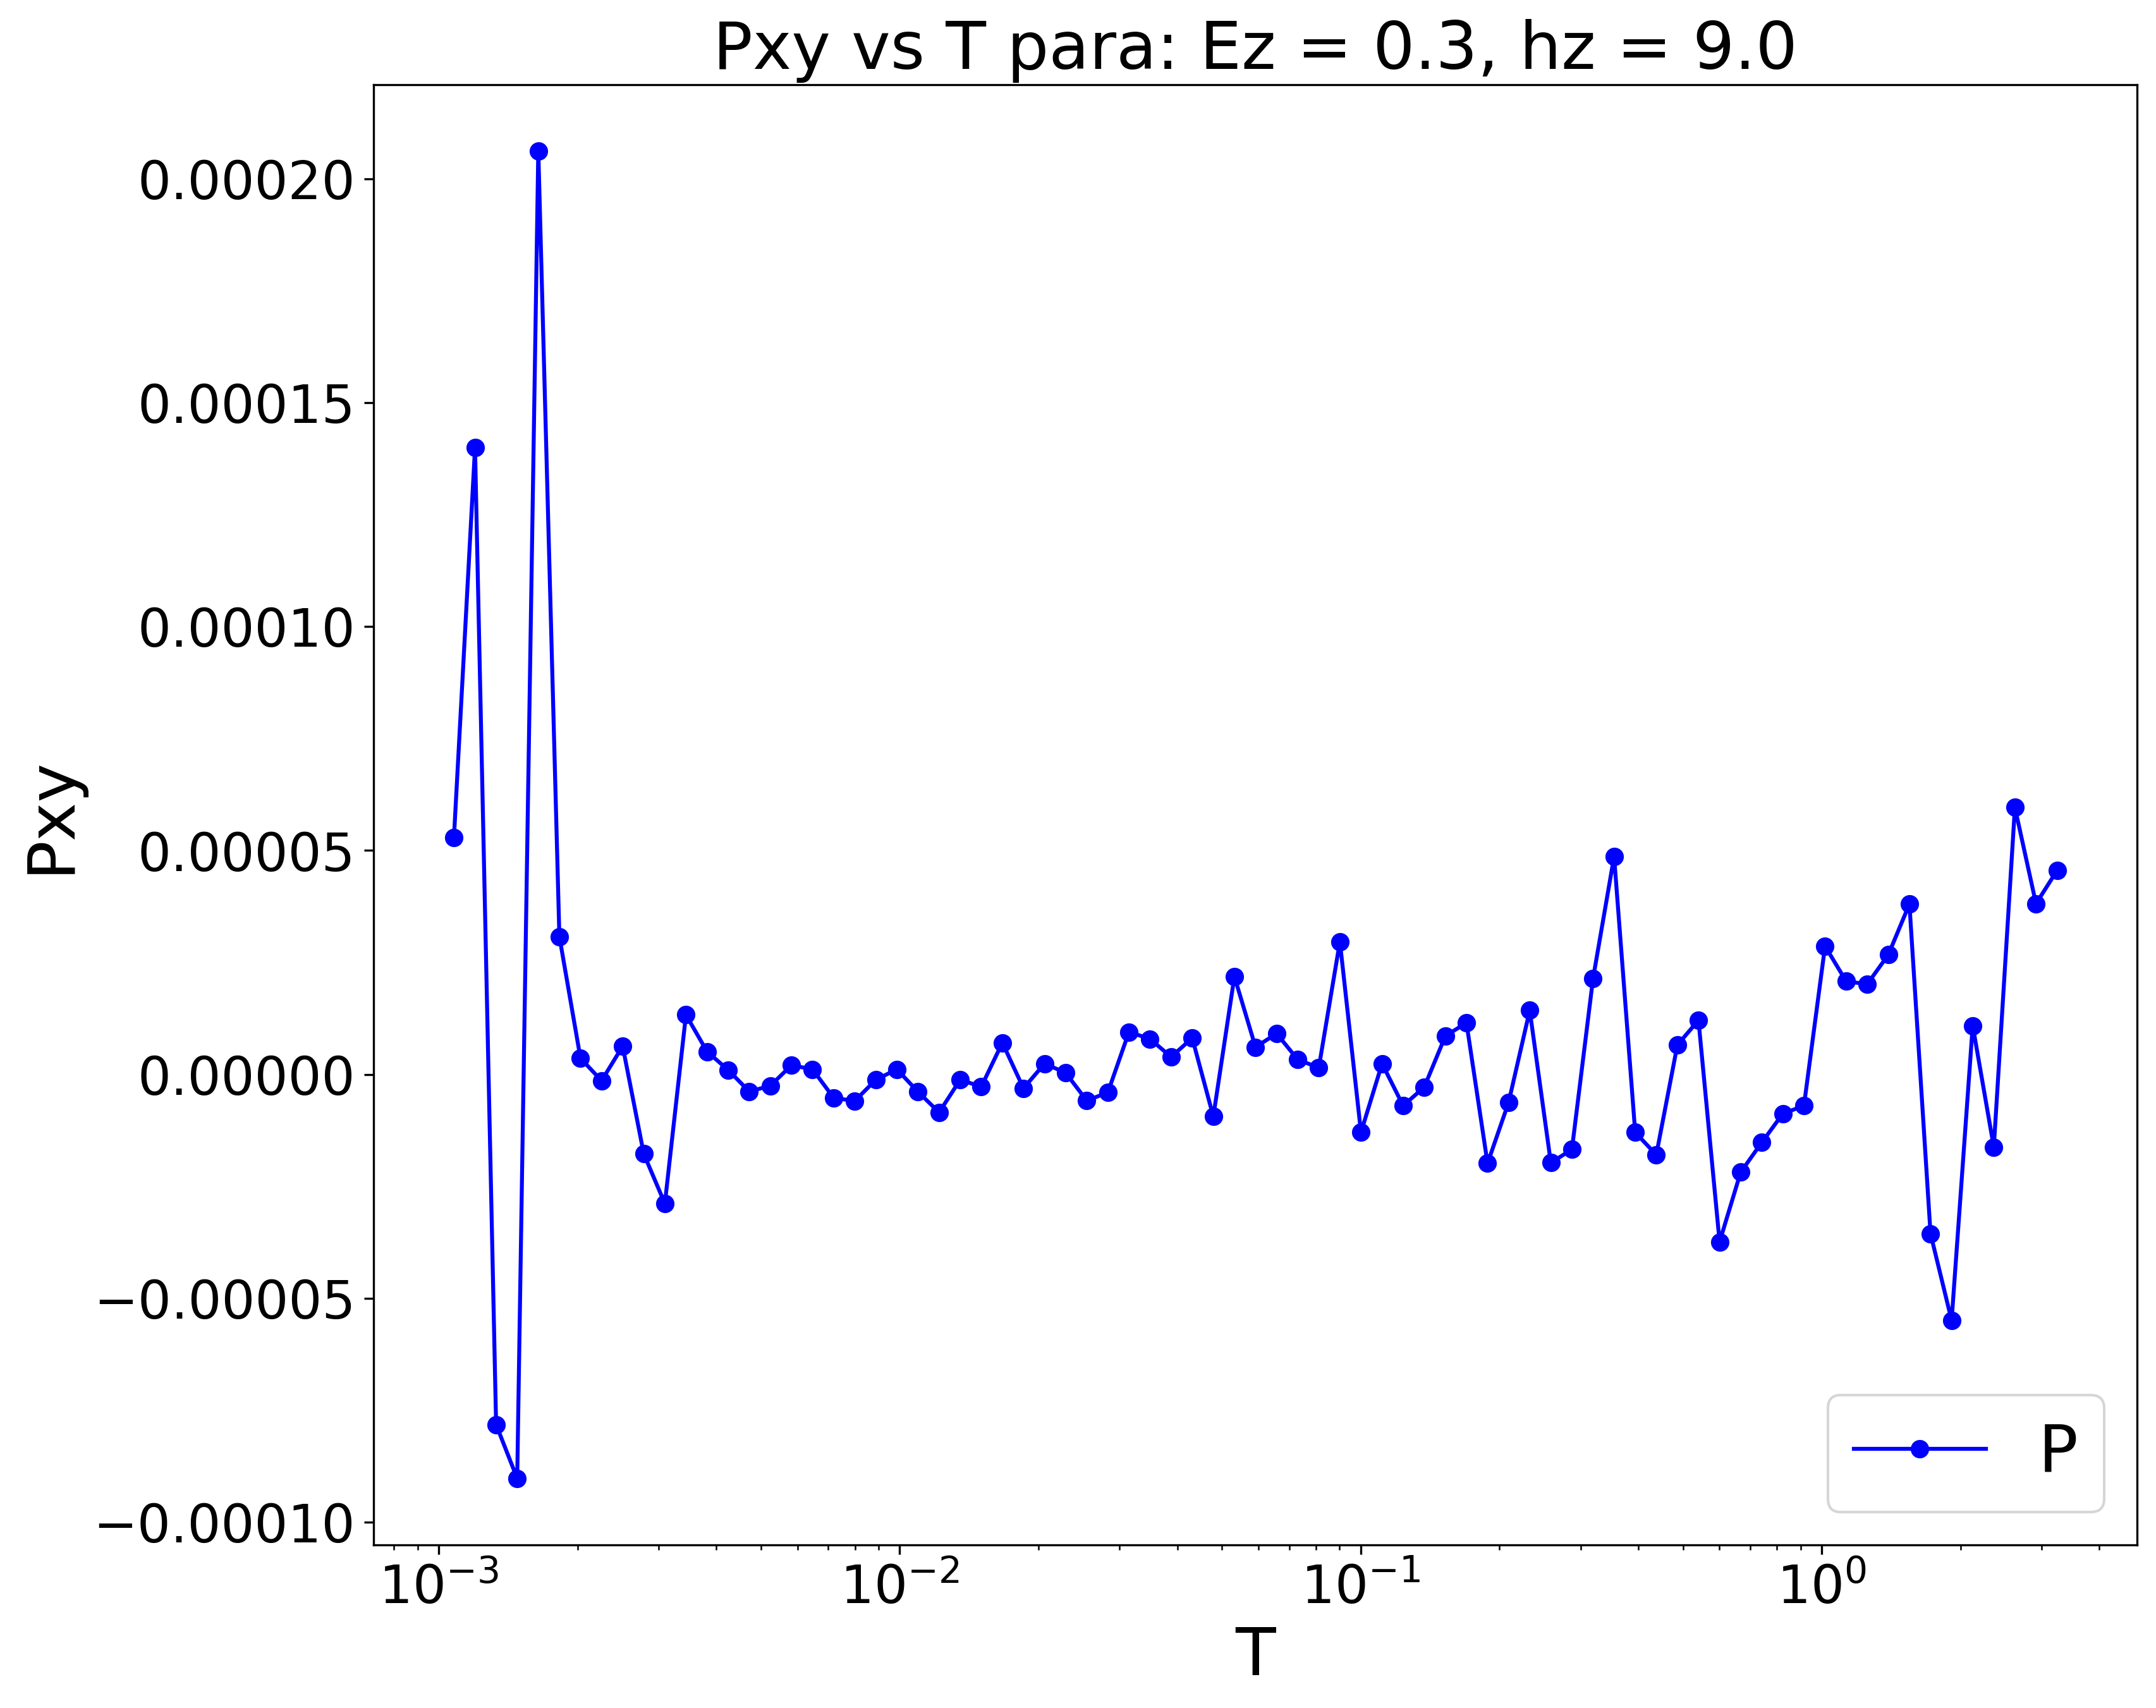 Pxy vs T para: Ez = 0.3, hz = 9.0
Pxy
0.00020
0.00015
0.00010
0.00005
0.00000
−0.00005
−0.00010
10⁻³
10⁻²
10⁻¹
10⁰
T
P